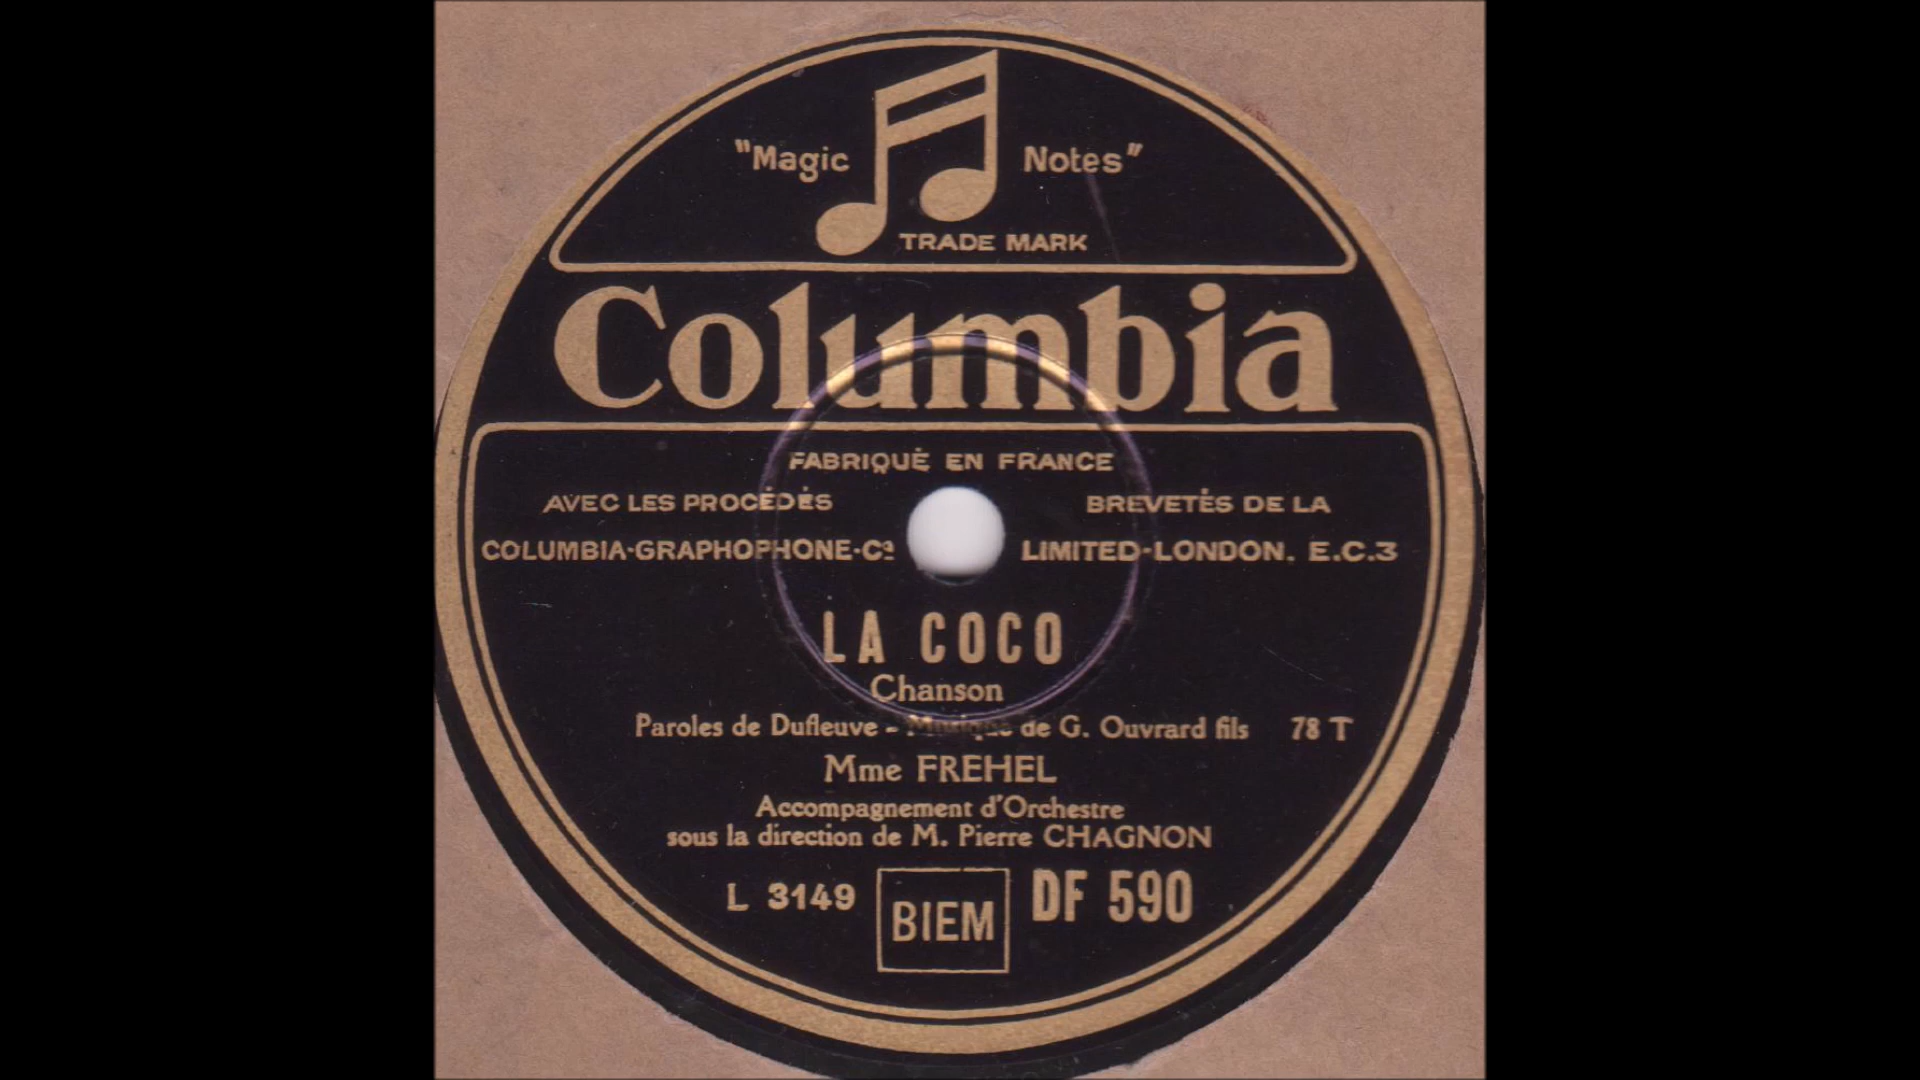 "Magic Notes"
TRADE MARK
Columbia
FABRIQUÉ EN FRANCE
AVEC LES PROCÉDÉS BREVETÉS DE LA
COLUMBIA-GRAPHOPHONE-Cº LIMITED-LONDON. E.C.3
LA COCO
Chanson
Paroles de Dufleuve - Musique de G. Ouvrard fils 78 T
Mme FREHEL
Accompagnement d'Orchestre
sous la direction de M. Pierre CHAGNON
L 3149 BIEM DF 590